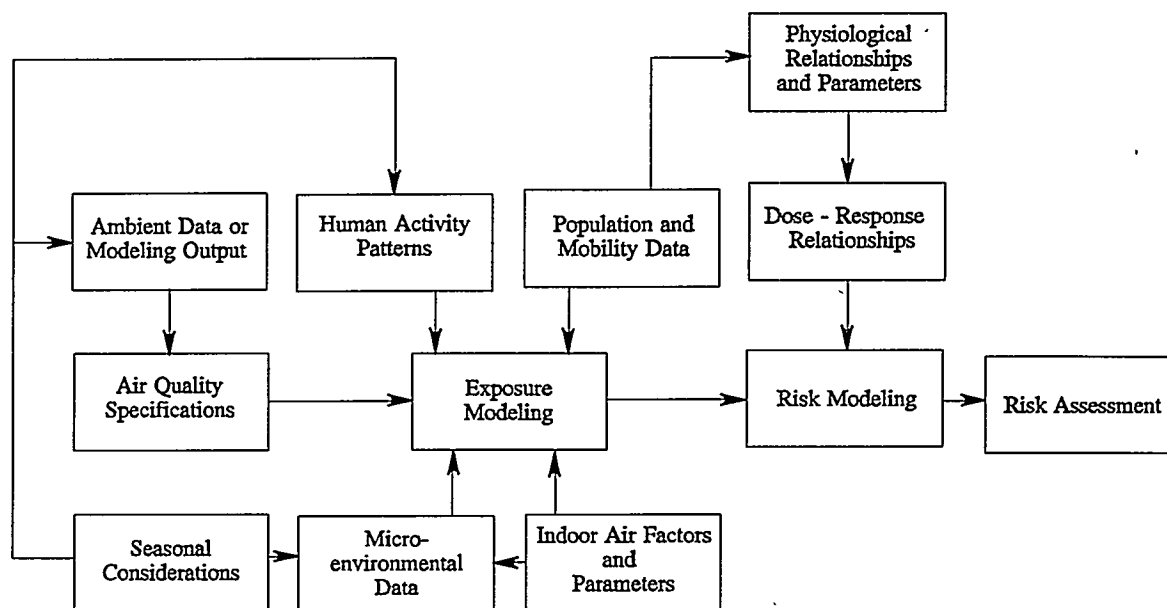 Physiological
Relationships
and Parameters
Ambient Data or
Modeling Output
Human Activity
Patterns
Population and
Mobility Data
Dose - Response
Relationships
Air Quality
Specifications
Exposure
Modeling
Risk Modeling
Risk Assessment
Seasonal
Considerations
Micro-
environmental
Data
Indoor Air Factors
and
Parameters